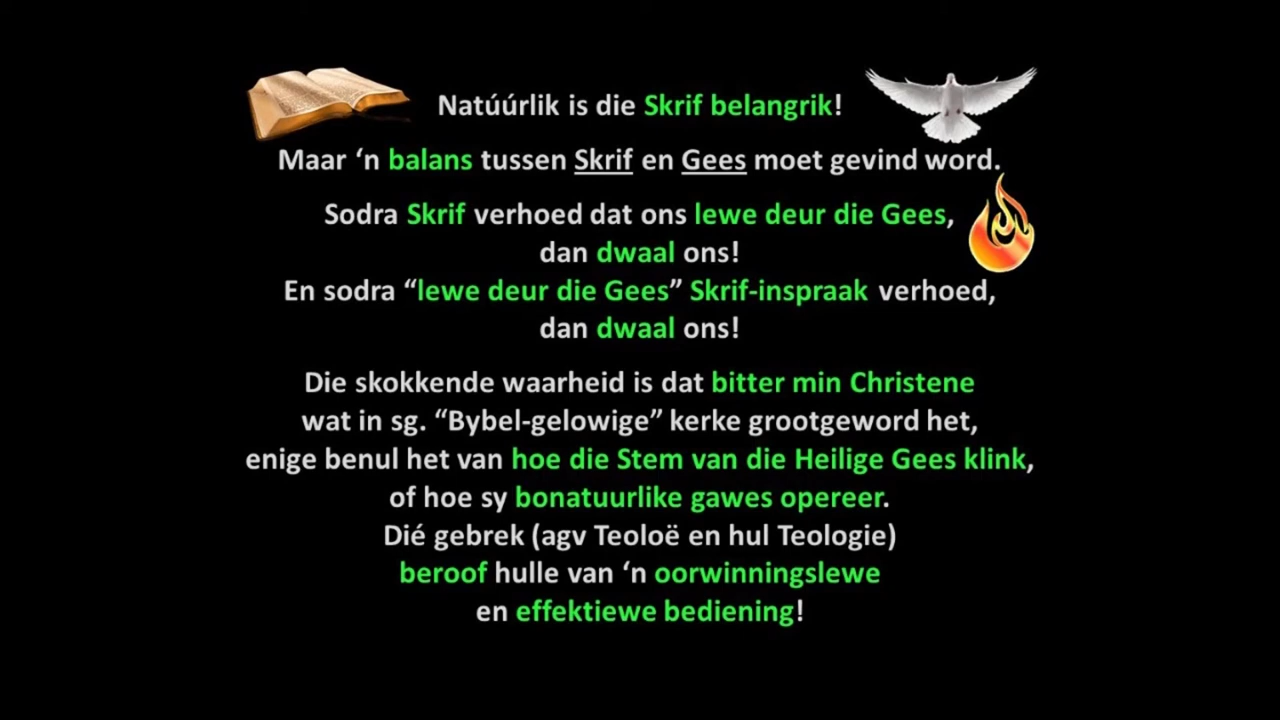 Natúúrlik is die Skrif belangrik!
Maar ‘n balans tussen Skrif en Gees moet gevind word.
Sodra Skrif verhoed dat ons lewe deur die Gees,
dan dwaal ons!
En sodra “lewe deur die Gees” Skrif-inspraak verhoed,
dan dwaal ons!
Die skokkende waarheid is dat bitter min Christene
wat in sg. “Bybel-gelowige” kerke grootgeword het,
enige benul het van hoe die Stem van die Heilige Gees klink,
of hoe sy bonatuurlike gawes opereer.
Dié gebrek (agv Teoloë en hul Teologie)
beroof hulle van ‘n oorwinningslewe
en effektiewe bediening!